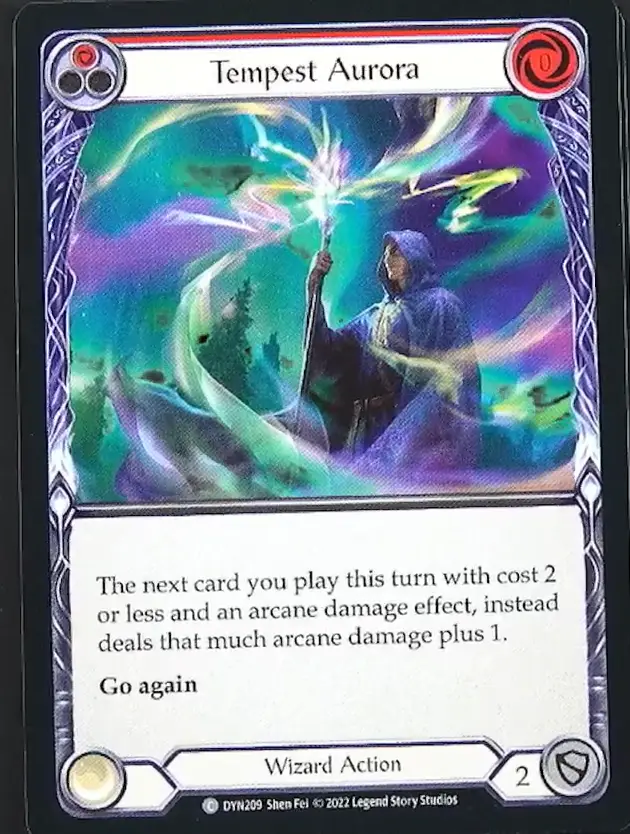 Tempest Aurora
0
The next card you play this turn with cost 2
or less and an arcane damage effect, instead
deals that much arcane damage plus 1.
Go again
Wizard Action
2
C DYN209 Shen Fei © 2022 Legend Story Studios